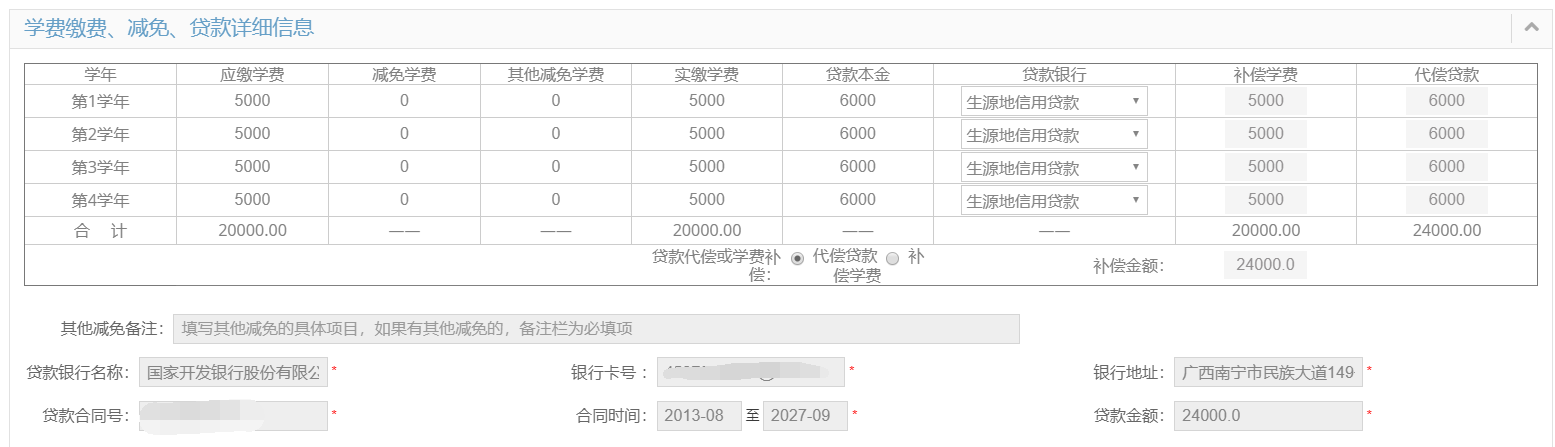 学费缴费、减免、贷款详细信息
学年 应缴学费 减免学费 其他减免学费 实缴学费 贷款本金 贷款银行 补偿学费 代偿贷款
第1学年 5000 0 0 5000 6000 生源地信用贷款 5000 6000
第2学年 5000 0 0 5000 6000 生源地信用贷款 5000 6000
第3学年 5000 0 0 5000 6000 生源地信用贷款 5000 6000
第4学年 5000 0 0 5000 6000 生源地信用贷款 5000 6000
合 计 20000.00 —— —— 20000.00 —— —— 20000.00 24000.00
贷款代偿或学费补偿： 代偿贷款 补偿学费 补偿金额： 24000.0
其他减免备注： 填写其他减免的具体项目，如果有其他减免的，备注栏为必填项
贷款银行名称： 国家开发银行股份有限公 * 银行卡号： * 银行地址： 广西南宁市民族大道149 *
贷款合同号： * 合同时间： 2013-08 至 2027-09 * 贷款金额： 24000.0 *